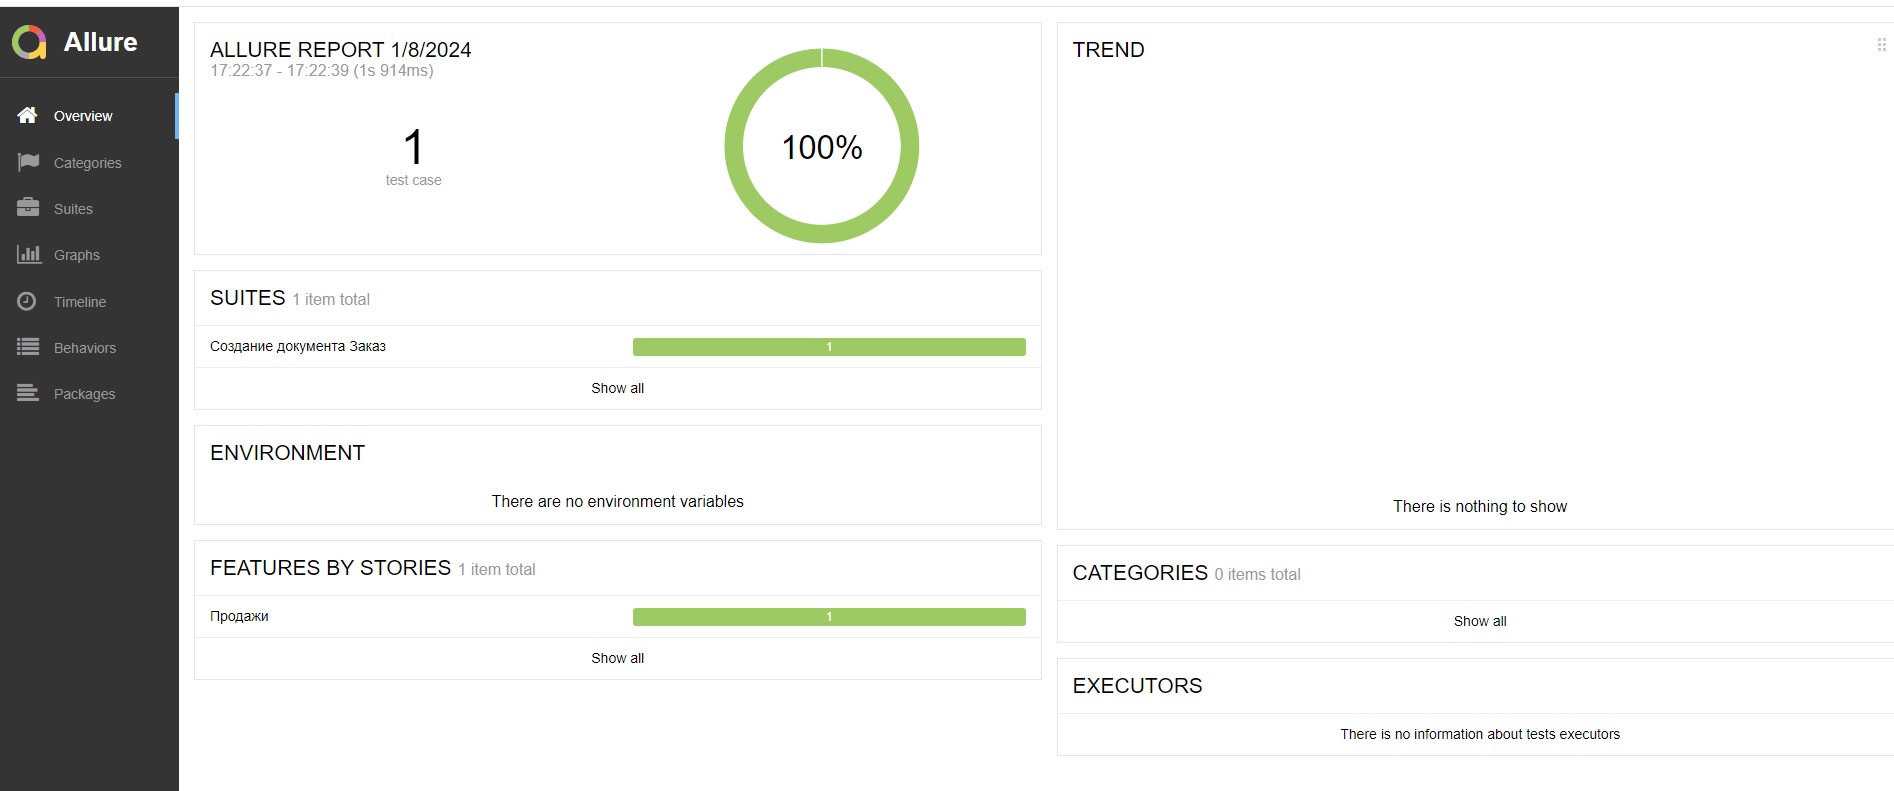 Allure
Overview
Categories
Suites
Graphs
Timeline
Behaviors
Packages
ALLURE REPORT 1/8/2024
17:22:37 - 17:22:39 (1s 914ms)
1
test case
100%
SUITES 1 item total
Создание документа Заказ 1
Show all
ENVIRONMENT
There are no environment variables
FEATURES BY STORIES 1 item total
Продажи 1
Show all
TREND
There is nothing to show
CATEGORIES 0 items total
Show all
EXECUTORS
There is no information about tests executors